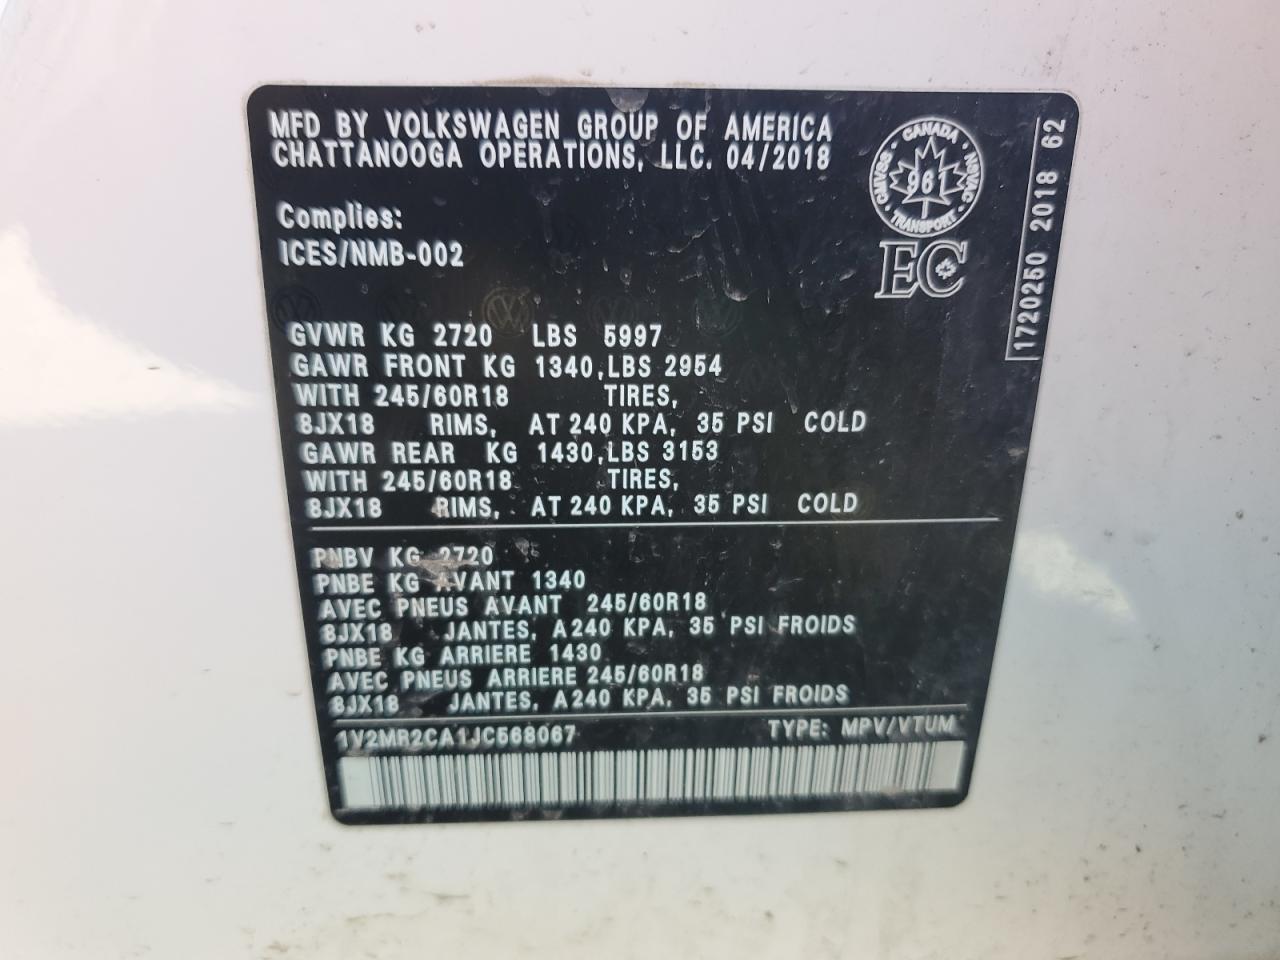 MFD BY VOLKSWAGEN GROUP OF AMERICA
CHATTANOOGA OPERATIONS, LLC. 04/2018
CANADA
CMVSS · NSVAC
961
TRANSPORT
EC
1720250 2018 62
Complies:
ICES/NMB-002
GVWR KG 2720 LBS 5997
GAWR FRONT KG 1340, LBS 2954
WITH 245/60R18 TIRES,
8JX18 RIMS, AT 240 KPA, 35 PSI COLD
GAWR REAR KG 1430, LBS 3153
WITH 245/60R18 TIRES,
8JX18 RIMS, AT 240 KPA, 35 PSI COLD
PNBV KG 2720
PNBE KG AVANT 1340
AVEC PNEUS AVANT 245/60R18
8JX18 JANTES, A 240 KPA, 35 PSI FROIDS
PNBE KG ARRIERE 1430
AVEC PNEUS ARRIERE 245/60R18
8JX18 JANTES, A 240 KPA, 35 PSI FROIDS
1V2MR2CA1JC568067 TYPE: MPV/VTUM